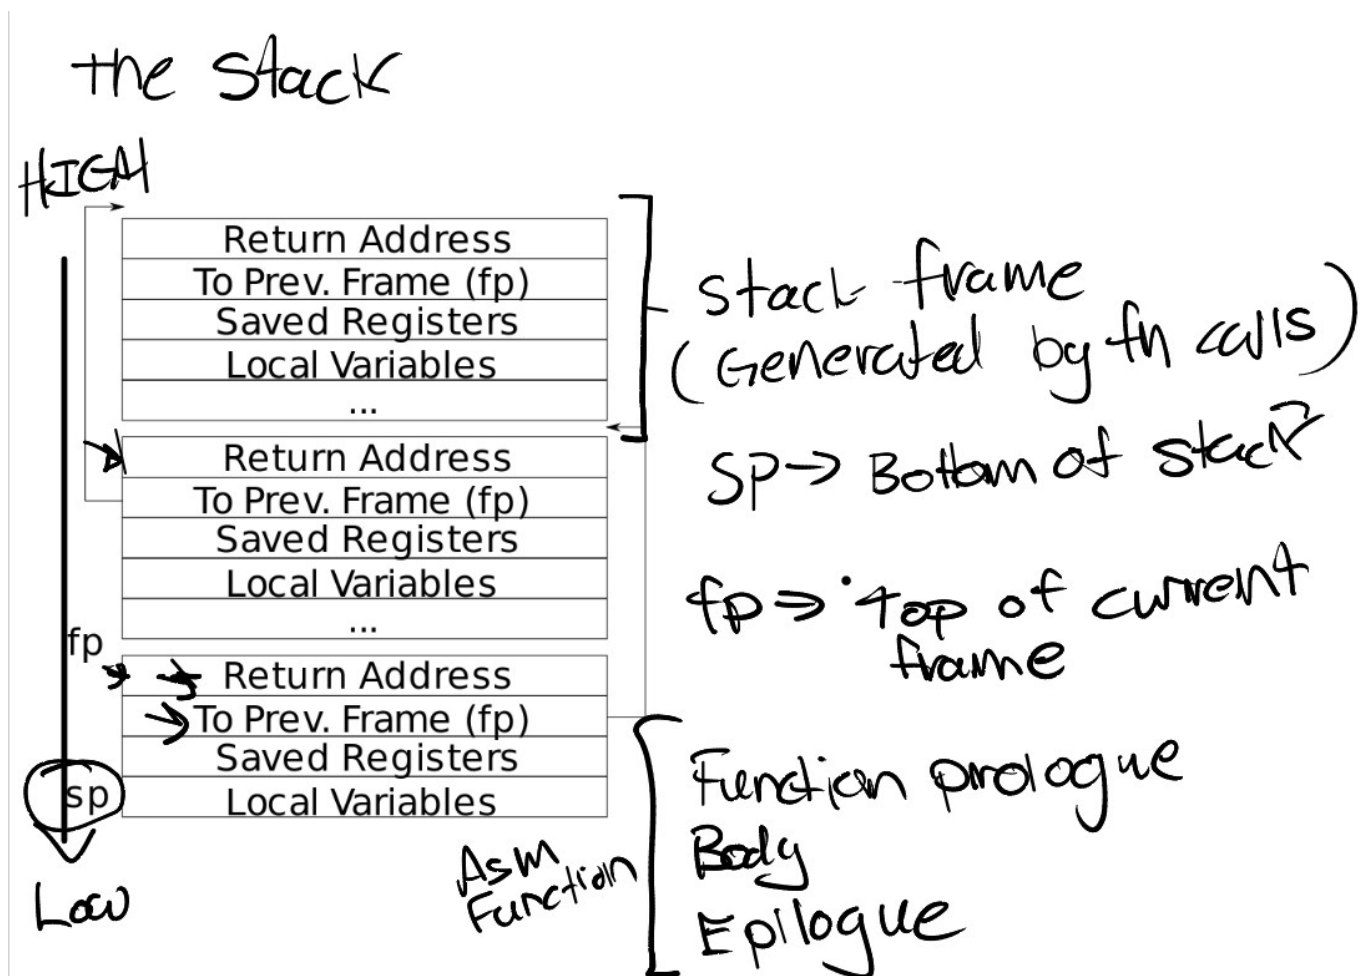 the Stack
HIGH
Return Address
To Prev. Frame (fp)
Saved Registers
Local Variables
...
Stack frame
(Generated by fn calls)
Return Address
To Prev. Frame (fp)
Saved Registers
Local Variables
...
SP → Bottom of stack
fp ⇒ Top of current
frame
fp
Return Address
To Prev. Frame (fp)
Saved Registers
sp
Local Variables
Low
Asm
Function
Function prologue
Body
Epilogue